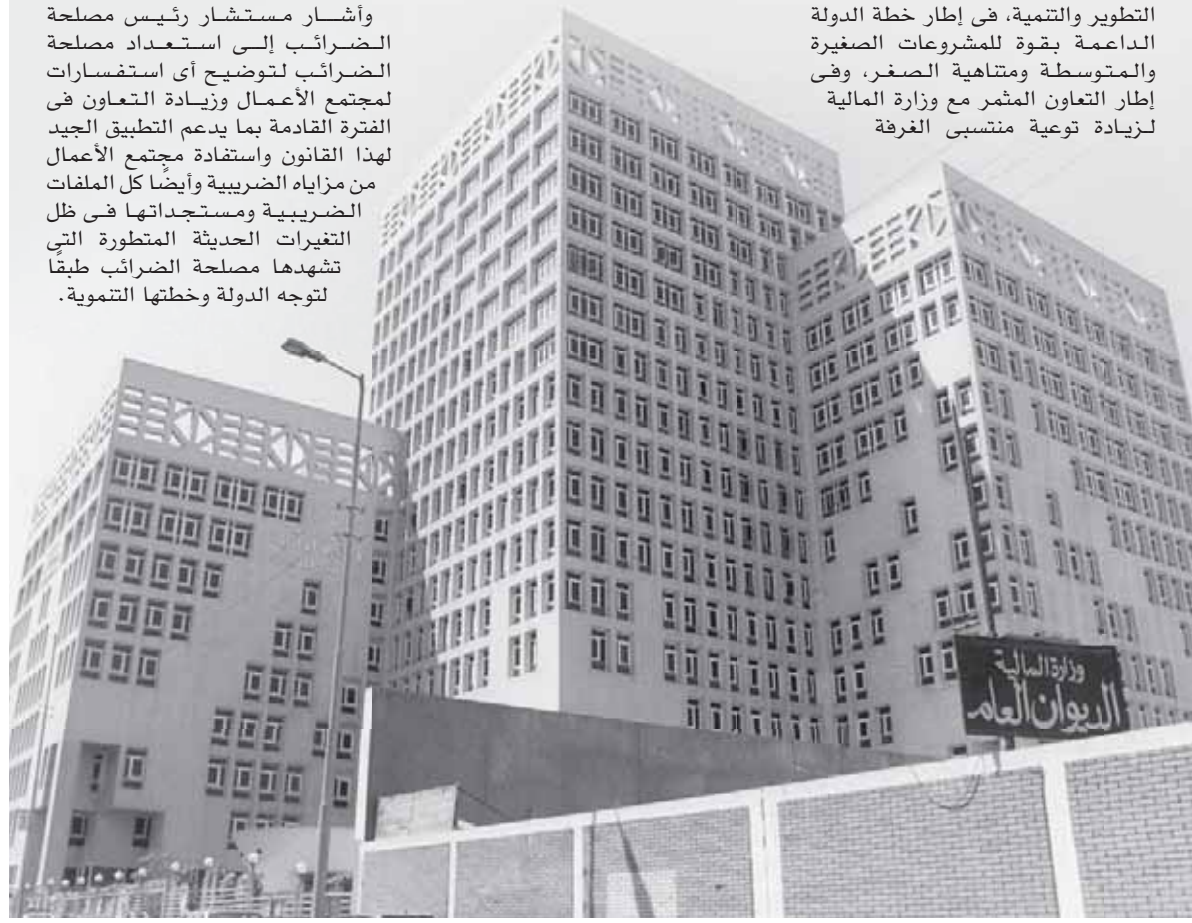 التطوير والتنمية، فى إطار خطة الدولة
الداعمة بقوة للمشروعات الصغيرة
والمتوسطة ومتناهية الصغر، وفى
إطار التعاون المثمر مع وزارة المالية
لزيادة توعية منتسبى الغرفة
وأشار مستشار رئيس مصلحة
الضرائب إلى استعداد مصلحة
الضرائب لتوضيح أى استفسارات
لمجتمع الأعمال وزيادة التعاون فى
الفترة القادمة بما يدعم التطبيق الجيد
لهذا القانون واستفادة مجتمع الأعمال
من مزاياه الضريبية وأيضًا كل الملفات
الضريبية ومستجداتها فى ظل
التغيرات الحديثة المتطورة التى
تشهدها مصلحة الضرائب طبقًا
لتوجه الدولة وخطتها التنموية.
وزارة المالية
الديوان العام